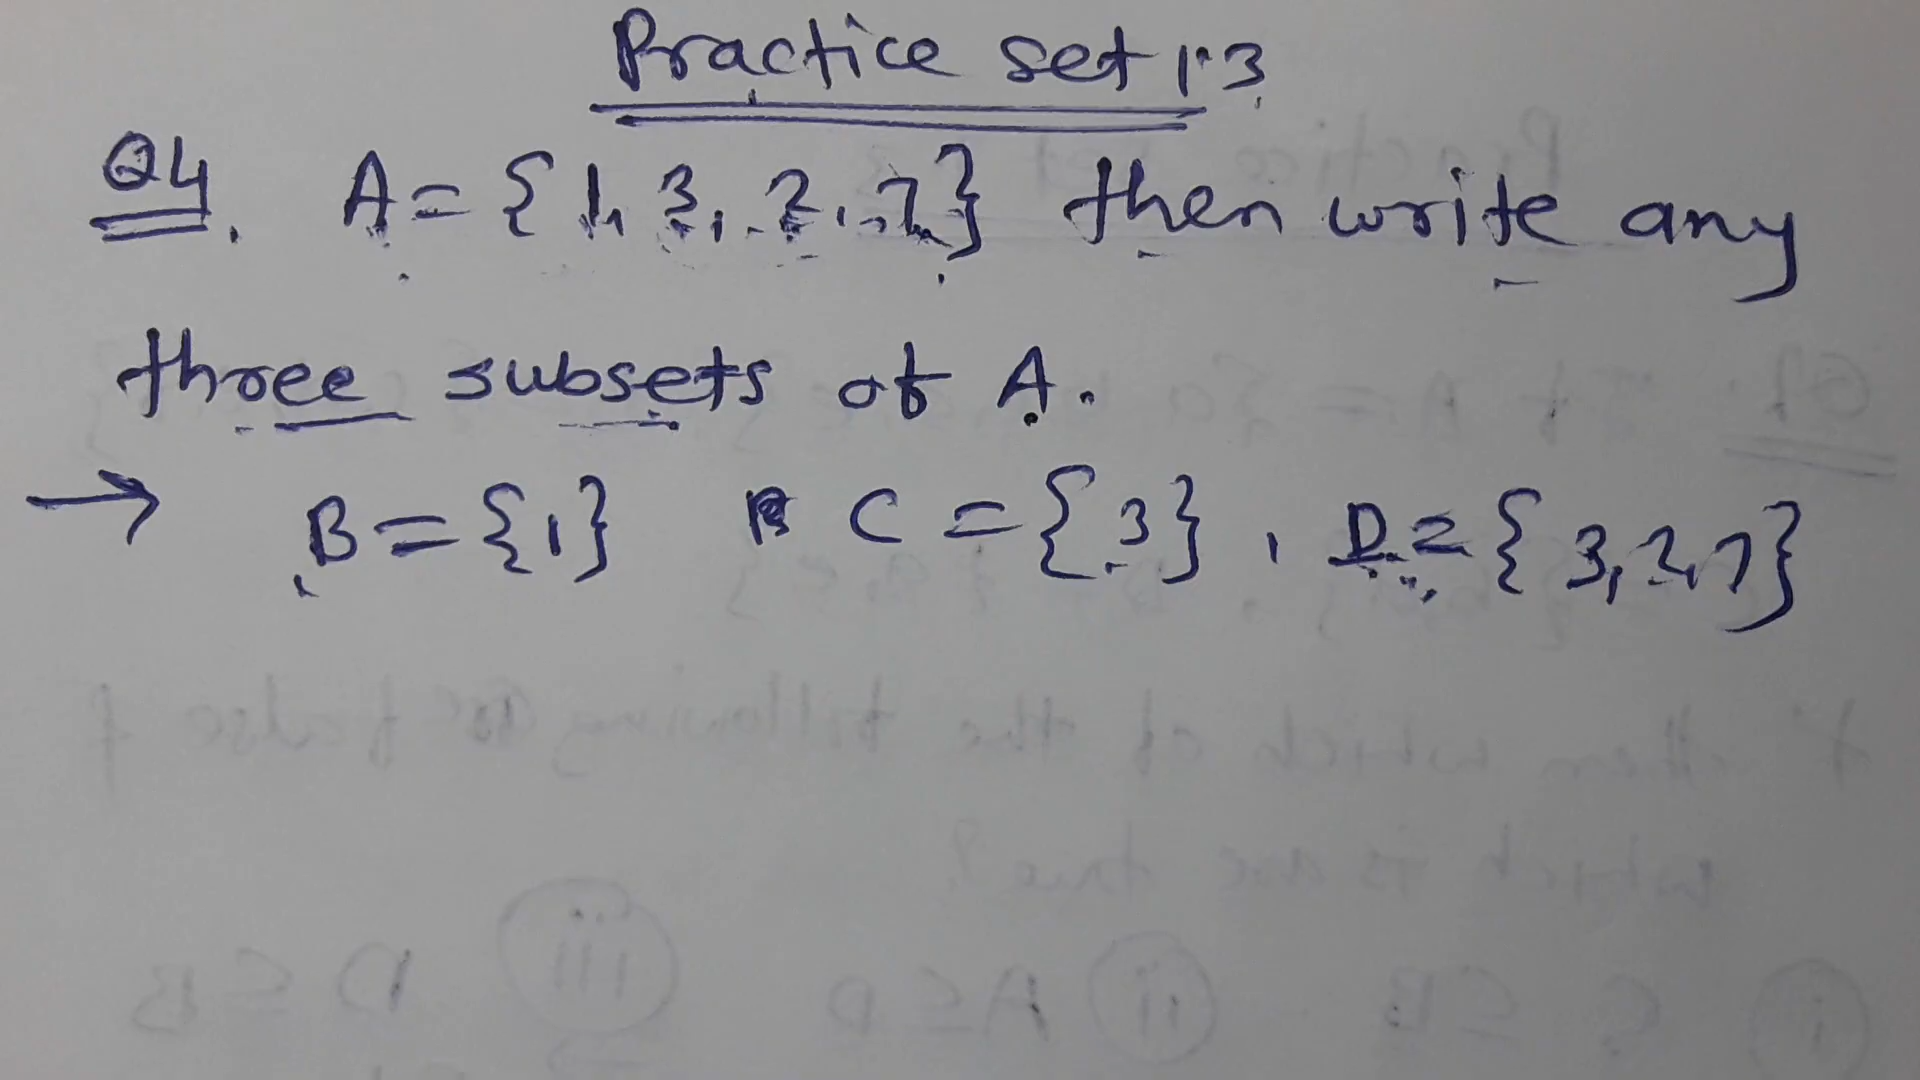 Practice set 1.3
Q4. A = {1, 3, 2, 7} then write any
three subsets of A.
→ B = {1} C = {3}, D = {3, 2, 7}